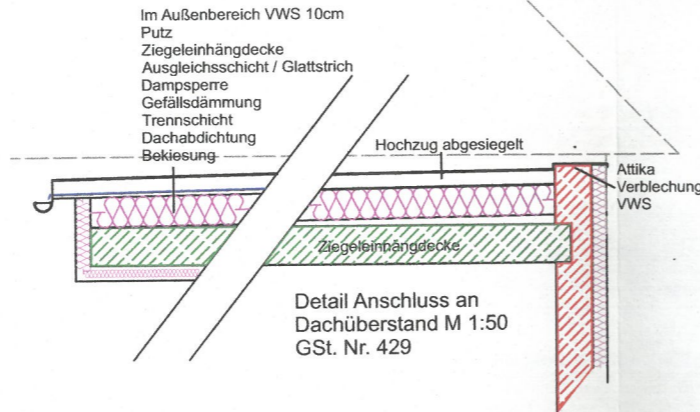 Im Außenbereich VWS 10cm
Putz
Ziegeleinhängdecke
Ausgleichsschicht / Glattstrich
Dampsperre
Gefällsdämmung
Trennschicht
Dachabdichtung
Bekiesung
Hochzug abgesiegelt
Attika
Verblechung
VWS
Ziegeleinhängdecke
Detail Anschluss an
Dachüberstand M 1:50
GSt. Nr. 429